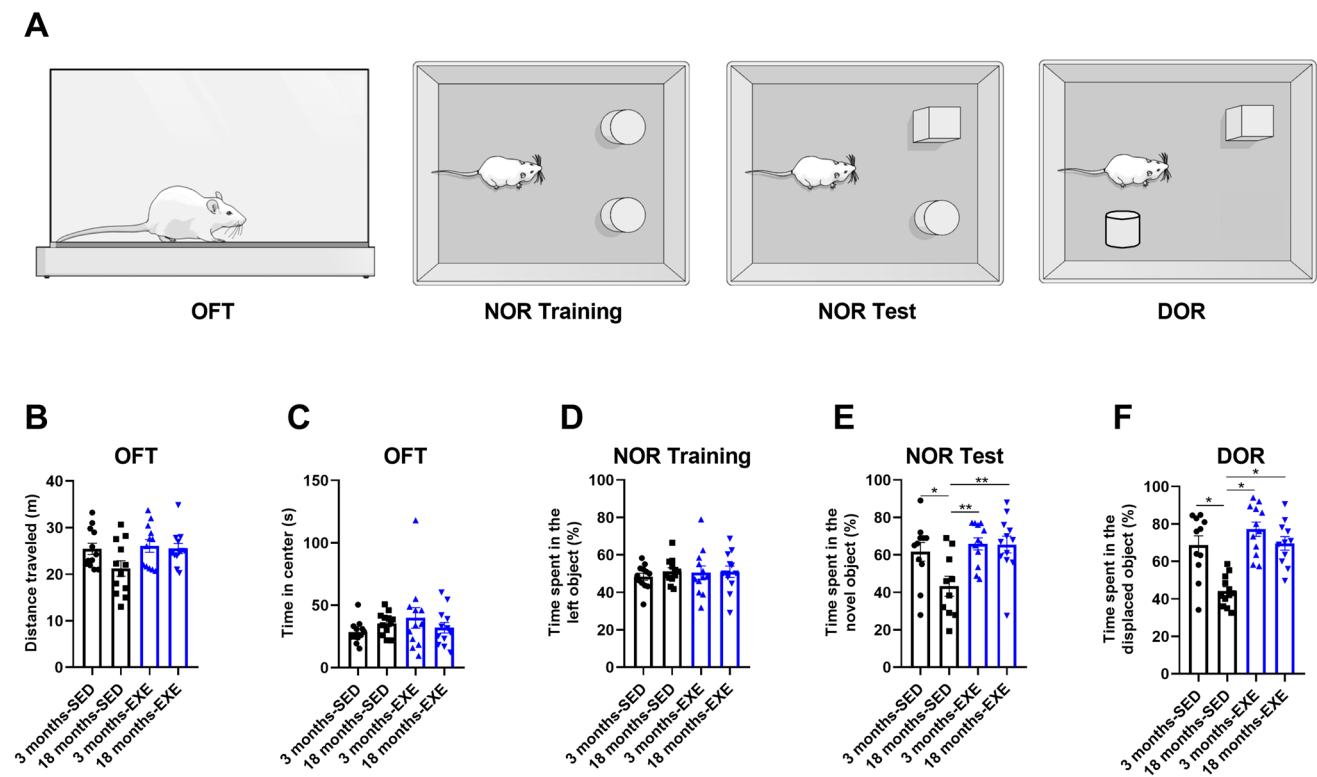 A
OFT
NOR Training
NOR Test
DOR
B
OFT
Distance traveled (m)
40
30
20
10
0
3 months-SED
18 months-SED
3 months-EXE
18 months-EXE
C
OFT
Time in center (s)
150
100
50
0
3 months-SED
18 months-SED
3 months-EXE
18 months-EXE
D
NOR Training
Time spent in the
left object (%)
100
80
60
40
20
0
3 months-SED
18 months-SED
3 months-EXE
18 months-EXE
E
NOR Test
Time spent in the
novel object (%)
100
80
60
40
20
0
*
**
**
3 months-SED
18 months-SED
3 months-EXE
18 months-EXE
F
DOR
Time spent in the
displaced object (%)
100
80
60
40
20
0
*
*
*
3 months-SED
18 months-SED
3 months-EXE
18 months-EXE